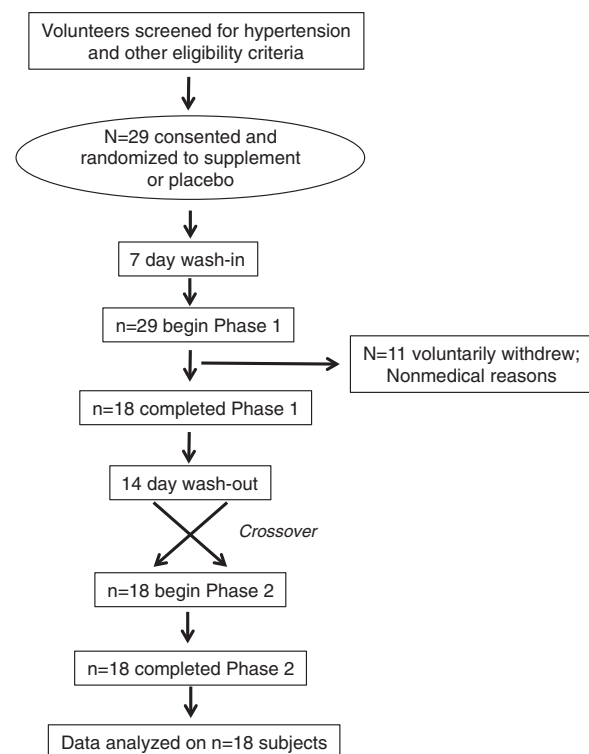 Volunteers screened for hypertension
and other eligibility criteria
N=29 consented and
randomized to supplement
or placebo
7 day wash-in
n=29 begin Phase 1
N=11 voluntarily withdrew;
Nonmedical reasons
n=18 completed Phase 1
14 day wash-out
Crossover
n=18 begin Phase 2
n=18 completed Phase 2
Data analyzed on n=18 subjects